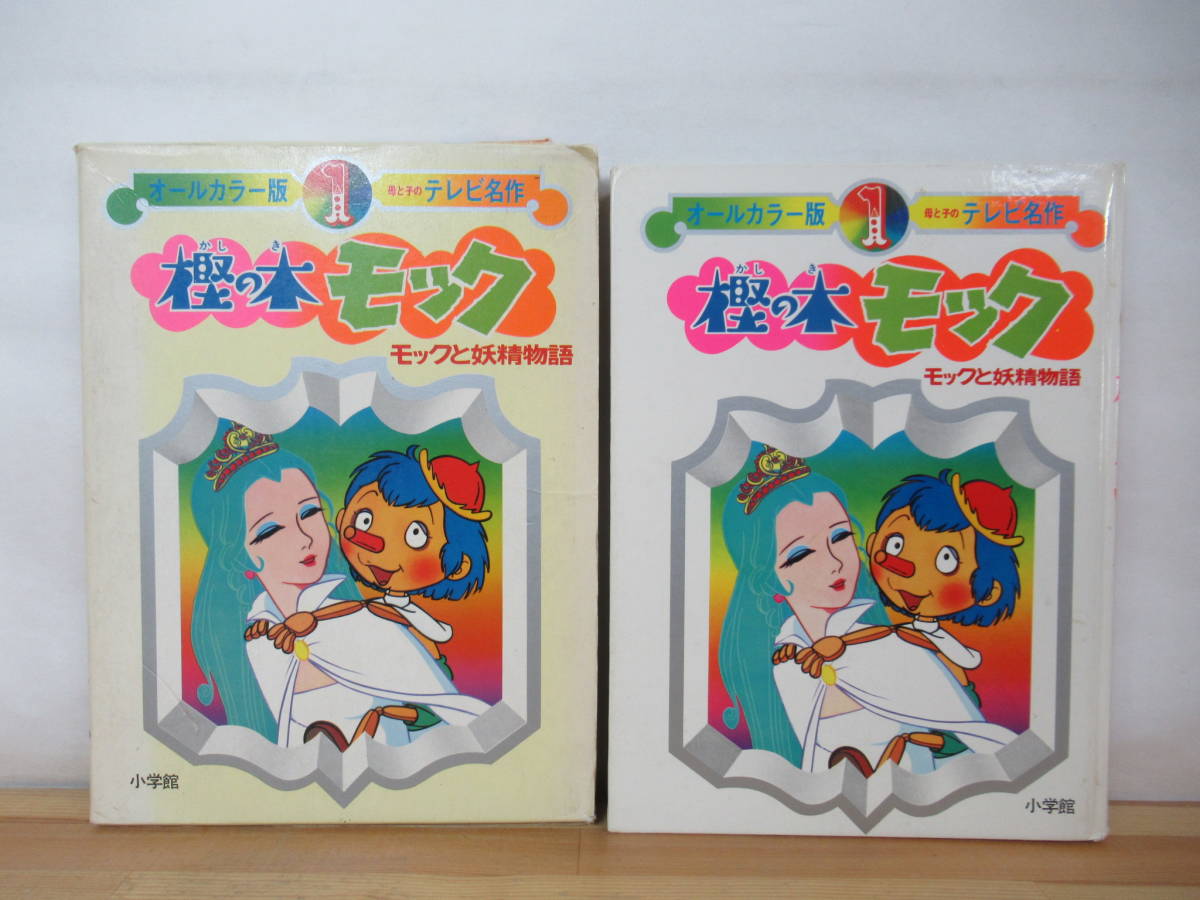 オールカラー版 1 母と子の テレビ名作
かし き
樫の木 モック
モックと妖精物語
小学館
オールカラー版 1 母と子の テレビ名作
かし き
樫の木 モック
モックと妖精物語
小学館